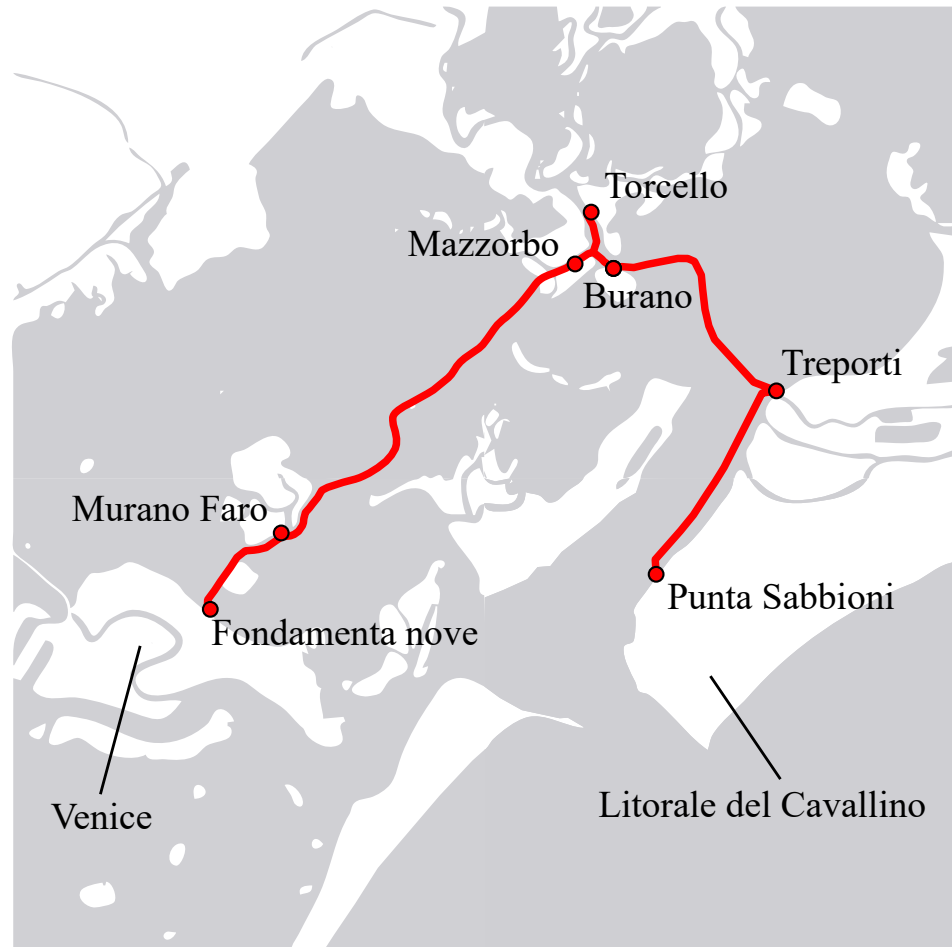 Torcello
Mazzorbo
Burano
Treporti
Murano Faro
Punta Sabbioni
Fondamenta nove
Litorale del Cavallino
Venice